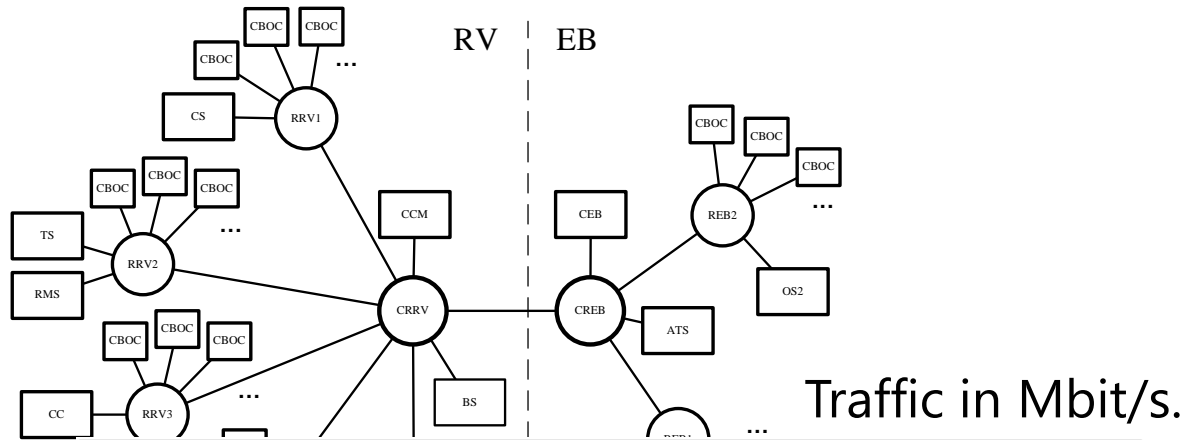 RV
EB
CBOC
CBOC
CBOC
...
CS
RRV1
CBOC
CBOC
CBOC
...
TS
RRV2
RMS
CCM
CEB
CBOC
CBOC
CBOC
...
REB2
OS2
CRRV
CREB
ATS
CBOC
CBOC
CBOC
...
CC
RRV3
BS
...
Traffic in Mbit/s.